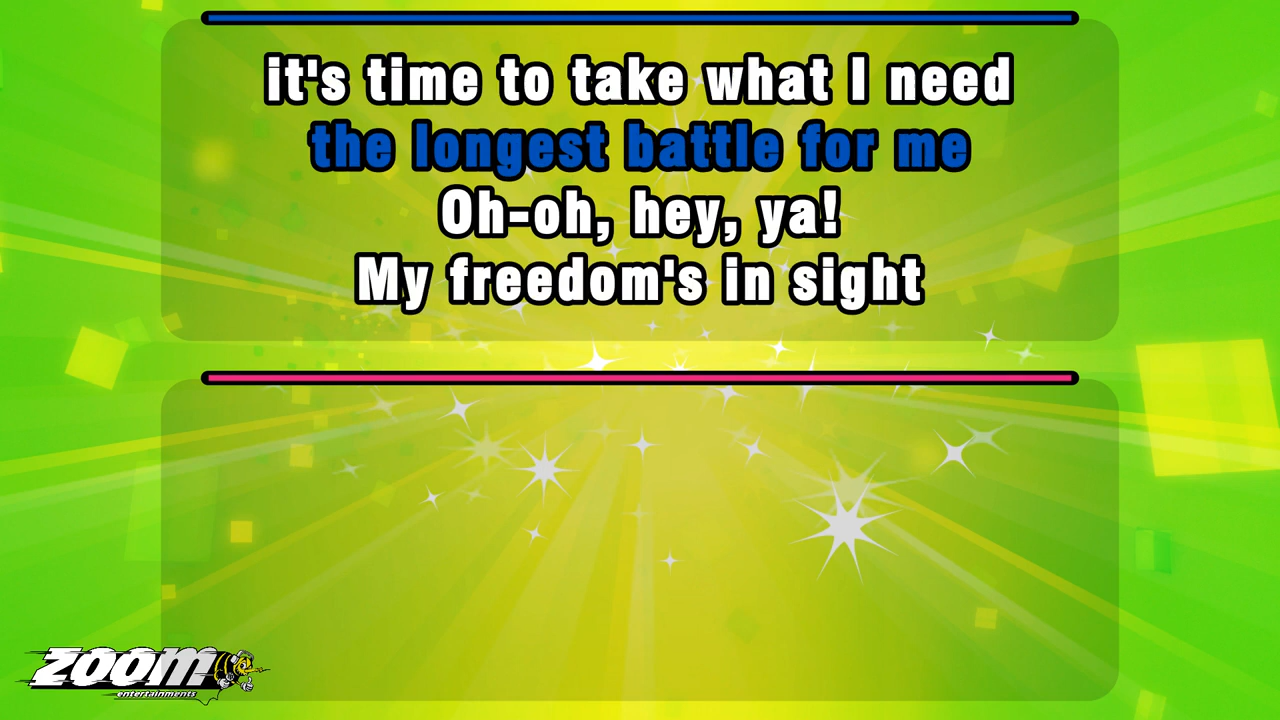 it's time to take what I need
the longest battle for me
Oh-oh, hey, ya!
My freedom's in sight
zoom
entertainments